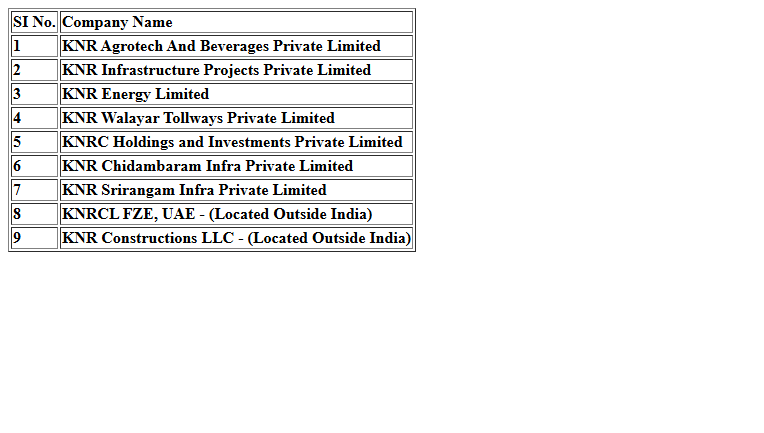 SI No. Company Name
1 KNR Agrotech And Beverages Private Limited
2 KNR Infrastructure Projects Private Limited
3 KNR Energy Limited
4 KNR Walayar Tollways Private Limited
5 KNRC Holdings and Investments Private Limited
6 KNR Chidambaram Infra Private Limited
7 KNR Srirangam Infra Private Limited
8 KNRCL FZE, UAE - (Located Outside India)
9 KNR Constructions LLC - (Located Outside India)